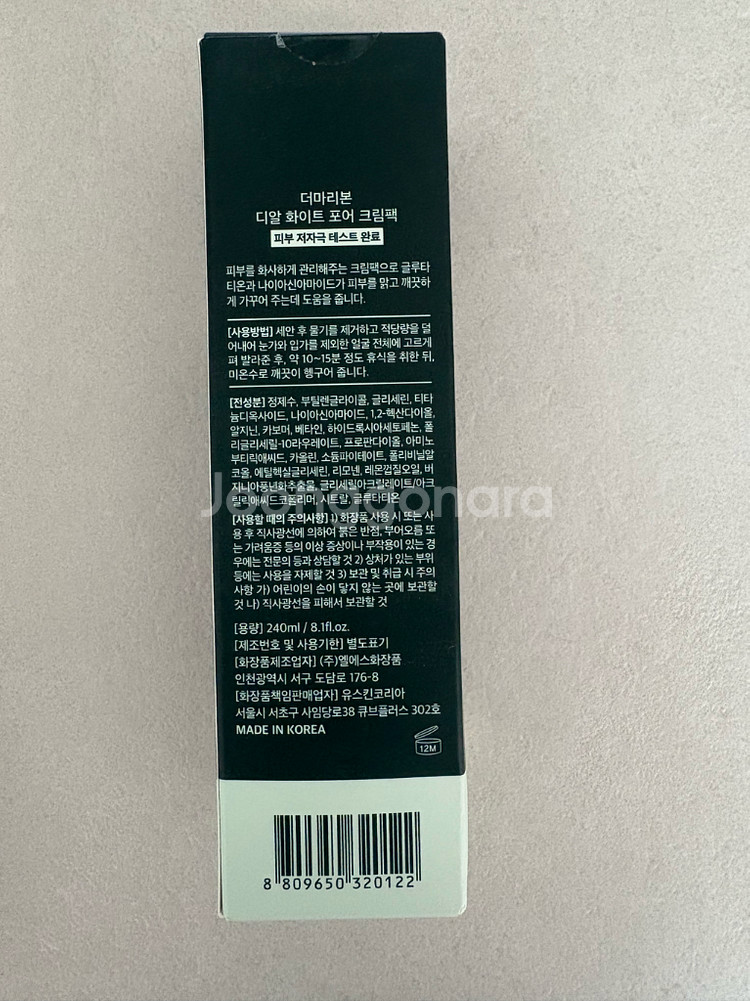 더마리본
디알 화이트 포어 크림팩
피부 저자극 테스트 완료
피부를 화사하게 관리해주는 크림팩으로 글루타
티온과 나이아신아마이드가 피부를 맑고 깨끗하
게 가꾸어 주는데 도움을 줍니다.
[사용방법] 세안 후 물기를 제거하고 적당량을 덜
어내어 눈가와 입가를 제외한 얼굴 전체에 고르게
펴 발라준 후, 약 10~15분 정도 휴식을 취한 뒤,
미온수로 깨끗이 헹구어 줍니다.
[전성분] 정제수, 부틸렌글라이콜, 글리세린, 티타
늄디옥사이드, 나이아신아마이드, 1,2-헥산다이올,
알지닌, 카보머, 베타인, 하이드록시아세토페논, 폴
리글리세릴-10라우레이트, 프로판다이올, 아미노
부티릭애씨드, 카올린, 소듐파이테이트, 폴리비닐알
코올, 에틸헥실글리세린, 리모넨, 레몬껍질오일, 버
지니아풍년화추출물, 글리세릴아크릴레이트/아크
릴릭애씨드코폴리머, 시트랄, 글루타티온
Joonggonara
[사용할 때의 주의사항] 1) 화장품 사용 시 또는 사
용 후 직사광선에 의하여 붉은 반점, 부어오름 또
는 가려움증 등의 이상 증상이나 부작용이 있는 경
우에는 전문의 등과 상담할 것 2) 상처가 있는 부위
등에는 사용을 자제할 것 3) 보관 및 취급 시 주의
사항 가) 어린이의 손이 닿지 않는 곳에 보관할
것 나) 직사광선을 피해서 보관할 것
[용량] 240ml / 8.1fl.oz.
[제조번호 및 사용기한] 별도표기
[화장품제조업자] (주)엘에스화장품
인천광역시 서구 도담로 176-8
[화장품책임판매업자] 유스킨코리아
서울시 서초구 사임당로38 큐브플러스 302호
MADE IN KOREA
12M
8 809650 320122